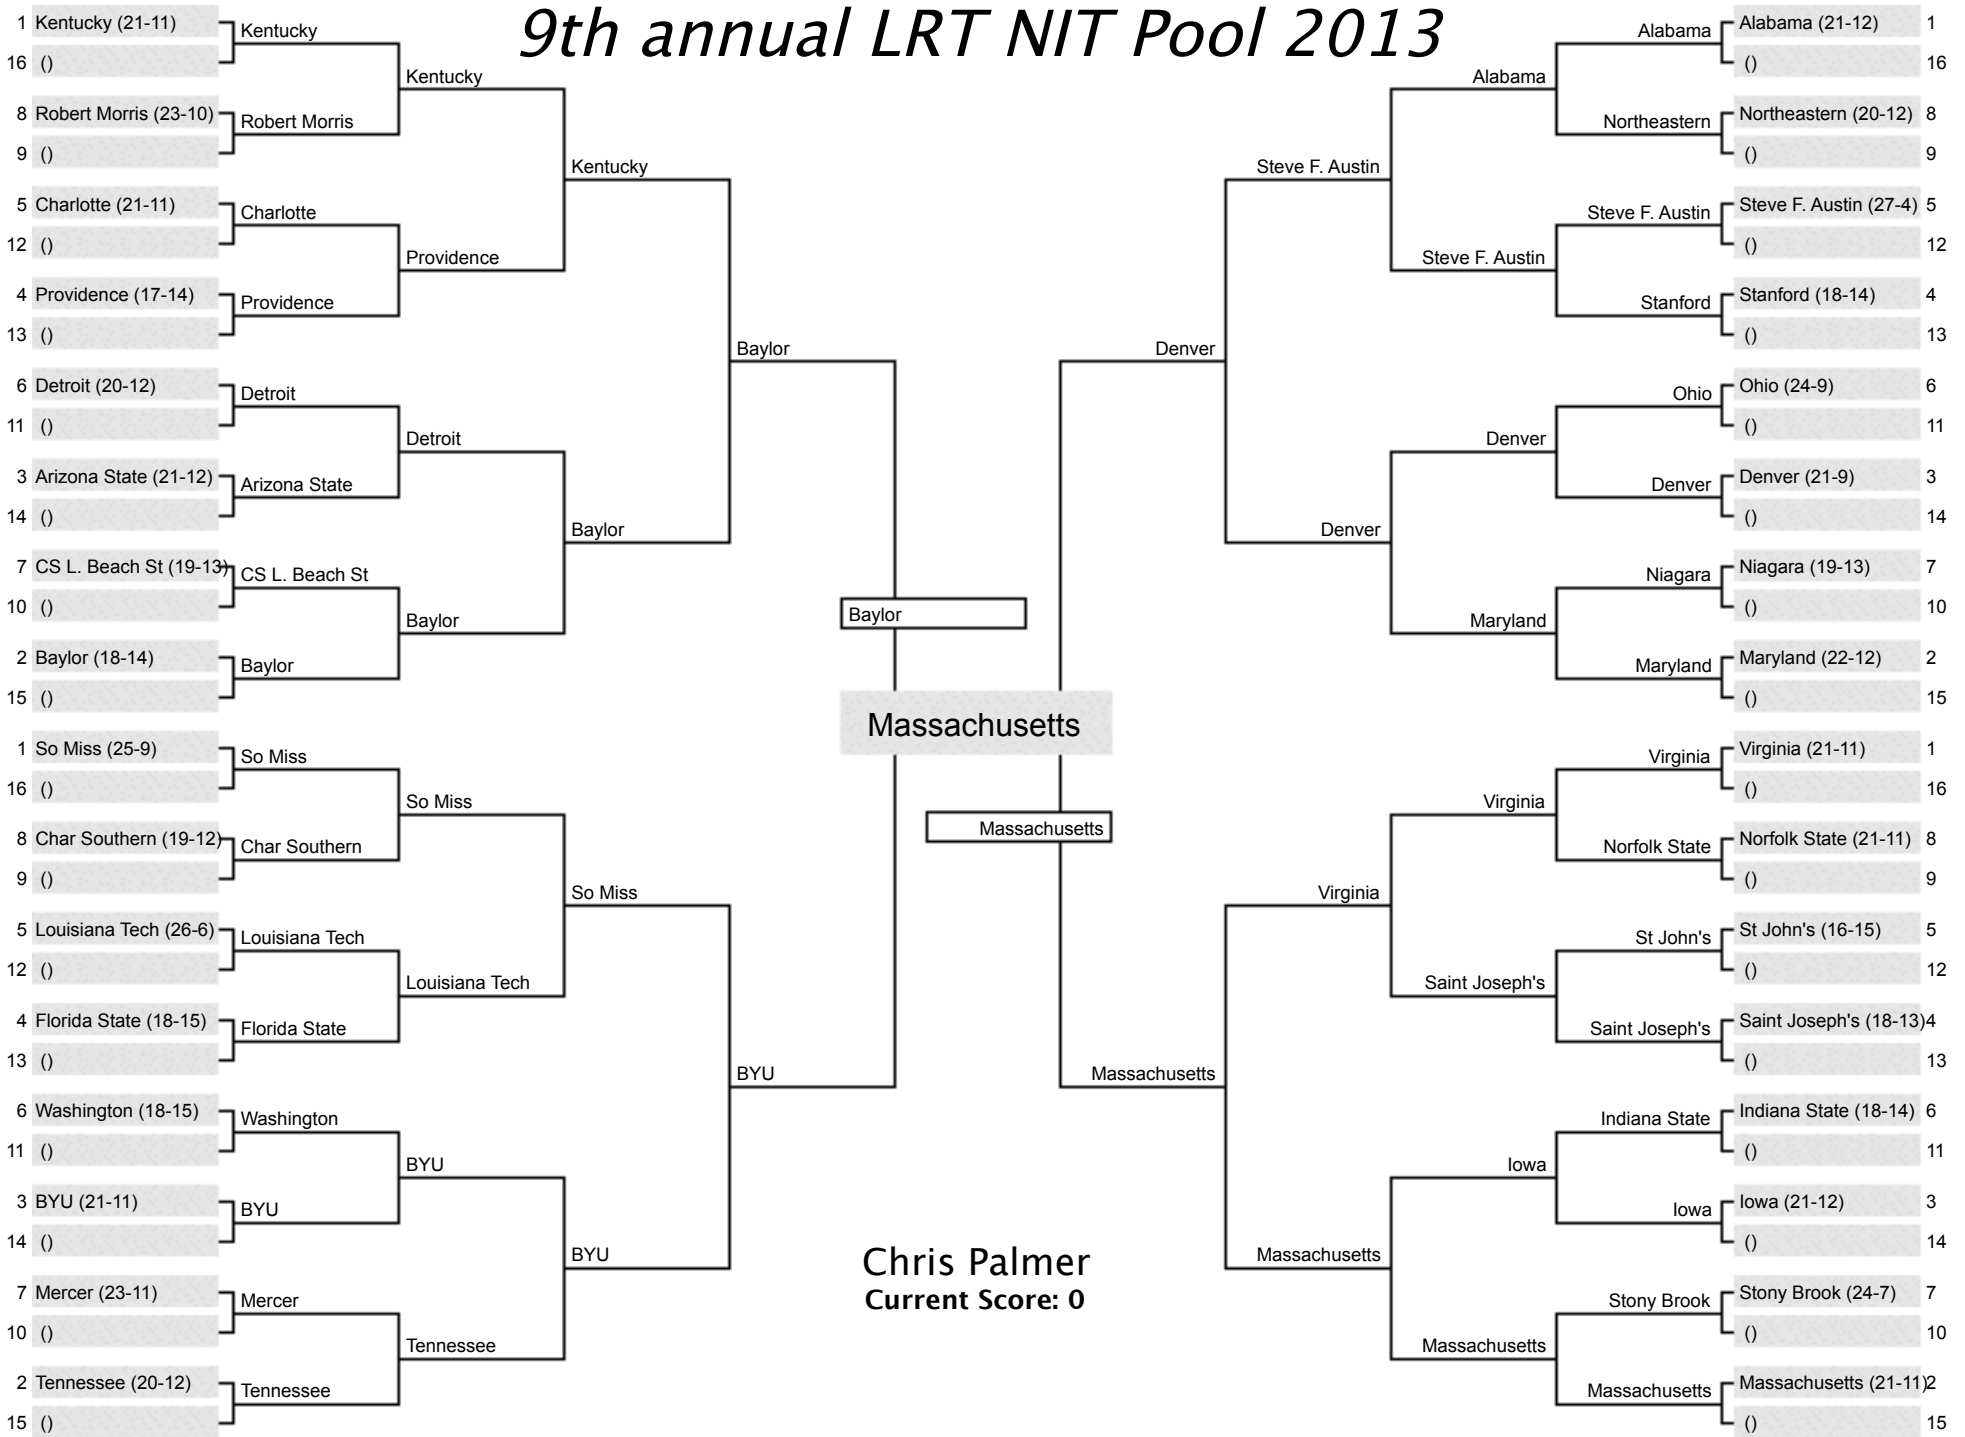 9th annual LRT NIT Pool 2013
1 Kentucky (21-11)
16 ()
8 Robert Morris (23-10)
9 ()
5 Charlotte (21-11)
12 ()
4 Providence (17-14)
13 ()
6 Detroit (20-12)
11 ()
3 Arizona State (21-12)
14 ()
7 CS L. Beach St (19-13)
10 ()
2 Baylor (18-14)
15 ()
1 So Miss (25-9)
16 ()
8 Char Southern (19-12)
9 ()
5 Louisiana Tech (26-6)
12 ()
4 Florida State (18-15)
13 ()
6 Washington (18-15)
11 ()
3 BYU (21-11)
14 ()
7 Mercer (23-11)
10 ()
2 Tennessee (20-12)
15 ()
Kentucky
Robert Morris
Charlotte
Providence
Detroit
Arizona State
CS L. Beach St
Baylor
So Miss
Char Southern
Louisiana Tech
Florida State
Washington
BYU
Mercer
Tennessee
Kentucky
Providence
Detroit
Baylor
So Miss
Louisiana Tech
BYU
Tennessee
Kentucky
Baylor
So Miss
BYU
Baylor
BYU
Baylor
Massachusetts
Massachusetts
Chris Palmer
Current Score: 0
Denver
Massachusetts
Steve F. Austin
Denver
Virginia
Massachusetts
Alabama
Steve F. Austin
Denver
Maryland
Virginia
Saint Joseph's
Iowa
Massachusetts
Alabama
Northeastern
Steve F. Austin
Stanford
Ohio
Denver
Niagara
Maryland
Virginia
Norfolk State
St John's
Saint Joseph's
Indiana State
Iowa
Stony Brook
Massachusetts
Alabama (21-12) 1
() 16
Northeastern (20-12) 8
() 9
Steve F. Austin (27-4) 5
() 12
Stanford (18-14) 4
() 13
Ohio (24-9) 6
() 11
Denver (21-9) 3
() 14
Niagara (19-13) 7
() 10
Maryland (22-12) 2
() 15
Virginia (21-11) 1
() 16
Norfolk State (21-11) 8
() 9
St John's (16-15) 5
() 12
Saint Joseph's (18-13) 4
() 13
Indiana State (18-14) 6
() 11
Iowa (21-12) 3
() 14
Stony Brook (24-7) 7
() 10
Massachusetts (21-11) 2
() 15